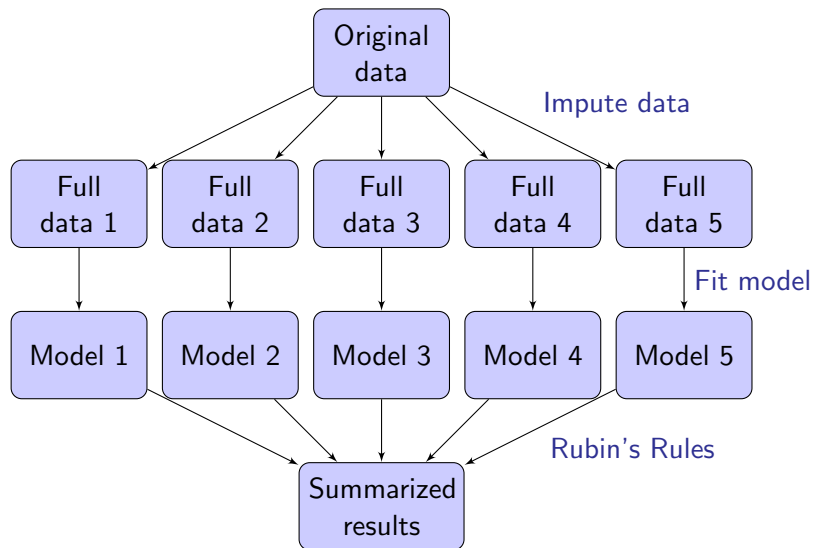 Original
data
Impute data
Full
data 1
Full
data 2
Full
data 3
Full
data 4
Full
data 5
Fit model
Model 1
Model 2
Model 3
Model 4
Model 5
Rubin's Rules
Summarized
results